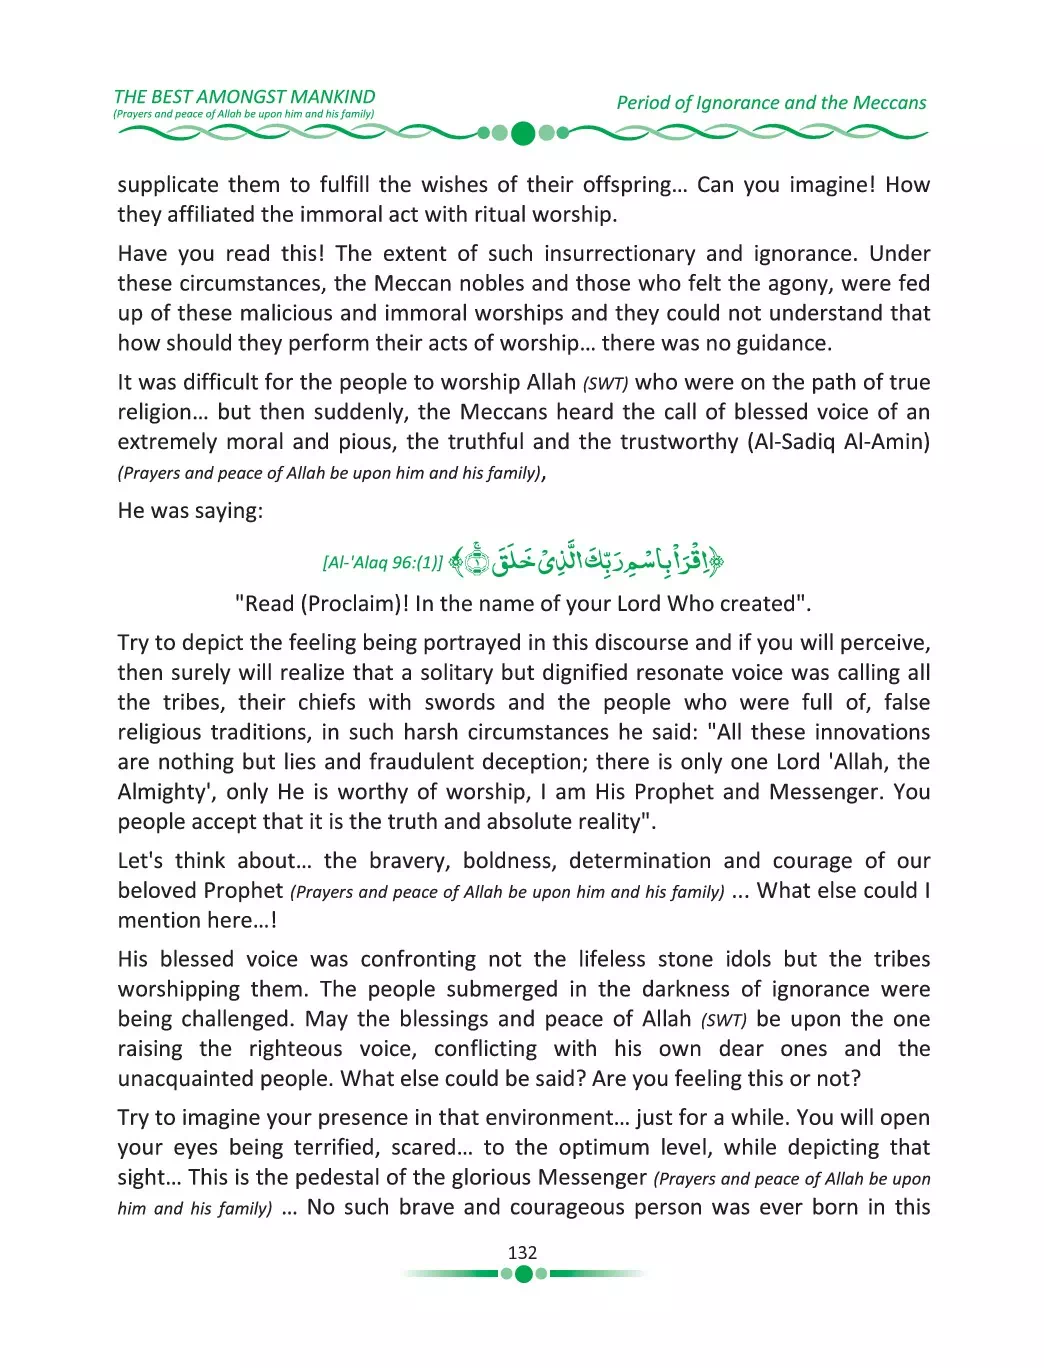 THE BEST AMONGST MANKIND
(Prayers and peace of Allah be upon him and his family)
Period of Ignorance and the Meccans
supplicate them to fulfill the wishes of their offspring... Can you imagine! How
they affiliated the immoral act with ritual worship.
Have you read this! The extent of such insurrectionary and ignorance. Under
these circumstances, the Meccan nobles and those who felt the agony, were fed
up of these malicious and immoral worships and they could not understand that
how should they perform their acts of worship... there was no guidance.
It was difficult for the people to worship Allah (SWT) who were on the path of true
religion... but then suddenly, the Meccans heard the call of blessed voice of an
extremely moral and pious, the truthful and the trustworthy (Al-Sadiq Al-Amin)
(Prayers and peace of Allah be upon him and his family),
He was saying:
﴿اِقْرَاْ بِاسْمِ رَبِّكَ الَّذِیْ خَلَقَۚ ۝۱﴾ [Al-'Alaq 96:(1)]
"Read (Proclaim)! In the name of your Lord Who created".
Try to depict the feeling being portrayed in this discourse and if you will perceive,
then surely will realize that a solitary but dignified resonate voice was calling all
the tribes, their chiefs with swords and the people who were full of, false
religious traditions, in such harsh circumstances he said: "All these innovations
are nothing but lies and fraudulent deception; there is only one Lord 'Allah, the
Almighty', only He is worthy of worship, I am His Prophet and Messenger. You
people accept that it is the truth and absolute reality".
Let's think about... the bravery, boldness, determination and courage of our
beloved Prophet (Prayers and peace of Allah be upon him and his family) ... What else could I
mention here...!
His blessed voice was confronting not the lifeless stone idols but the tribes
worshipping them. The people submerged in the darkness of ignorance were
being challenged. May the blessings and peace of Allah (SWT) be upon the one
raising the righteous voice, conflicting with his own dear ones and the
unacquainted people. What else could be said? Are you feeling this or not?
Try to imagine your presence in that environment... just for a while. You will open
your eyes being terrified, scared... to the optimum level, while depicting that
sight... This is the pedestal of the glorious Messenger (Prayers and peace of Allah be upon
him and his family) ... No such brave and courageous person was ever born in this
132